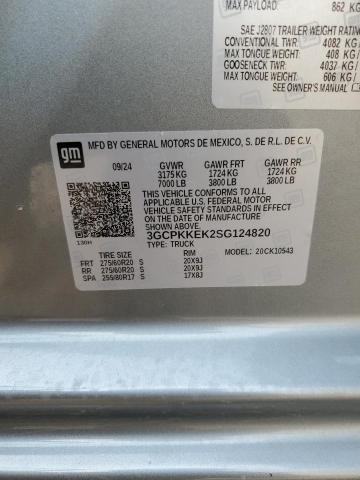 MAX PAYLOAD: 862 KG
SAE J2807 TRAILER WEIGHT RATING
CONVENTIONAL TWR: 4082 KG /
MAX TONGUE WEIGHT: 408 KG /
GOOSENECK TWR: 4037 KG /
MAX TONGUE WEIGHT: 606 KG /
SEE OWNER'S MANUAL
gm
MFD BY GENERAL MOTORS DE MEXICO, S. DE R.L. DE C.V.
09/24 GVWR GAWR FRT GAWR RR
3175 KG 1724 KG 1724 KG
7000 LB 3800 LB 3800 LB
THIS VEHICLE CONFORMS TO ALL
APPLICABLE U.S. FEDERAL MOTOR
VEHICLE SAFETY STANDARDS IN
EFFECT ON THE DATE OF MANUFACTURE
SHOWN ABOVE.
3GCPKKEK2SG124820
130H TYPE: TRUCK MODEL: 20CK10543
TIRE SIZE RIM
FRT 275/60R20 S 20X9J
RR 275/60R20 S 20X9J
SPA 255/80R17 S 17X8J